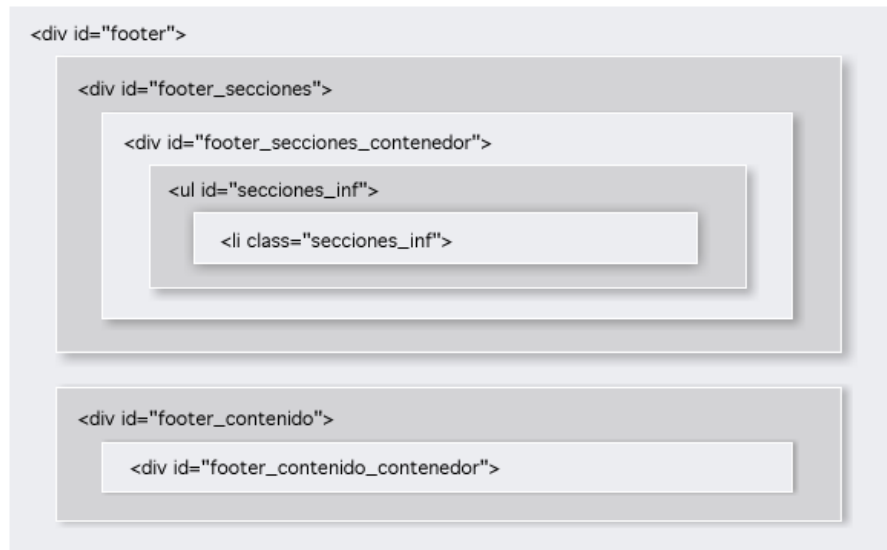 <div id="footer">
<div id="footer_secciones">
<div id="footer_secciones_contenedor">
<ul id="secciones_inf">
<li class="secciones_inf">
<div id="footer_contenido">
<div id="footer_contenido_contenedor">